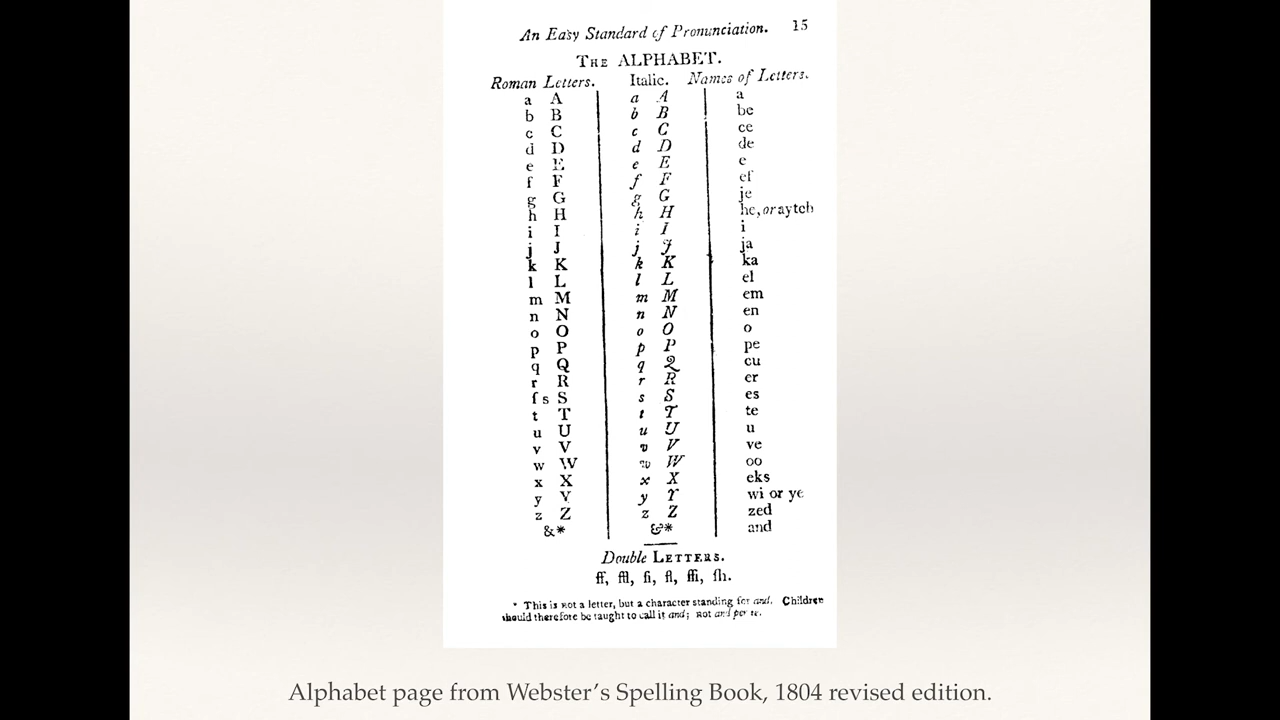 An Easy Standard of Pronunciation. 15
THE ALPHABET.
Roman Letters. Italic. Names of Letters.
a A a A a
b B b B be
c C c C ce
d D d D de
e E e E e
f F f F ef
g G g G je
h H h H he, or aytch
i I i I i
j J j J ja
k K k K ka
l L l L el
m M m M em
n N n N en
o O o O o
p P p P pe
q Q q Q cu
r R r R er
ſ s S s S es
t T t T te
u U u U u
v V v V ve
w W w W oo
x X x X eks
y Y y Y wi or ye
z Z z Z zed
&* &* and
Double LETTERS.
ff, ffl, fi, fl, ffi, ſh.
* This is not a letter, but a character standing for and. Children
should therefore be taught to call it and; not and per se.
Alphabet page from Webster’s Spelling Book, 1804 revised edition.